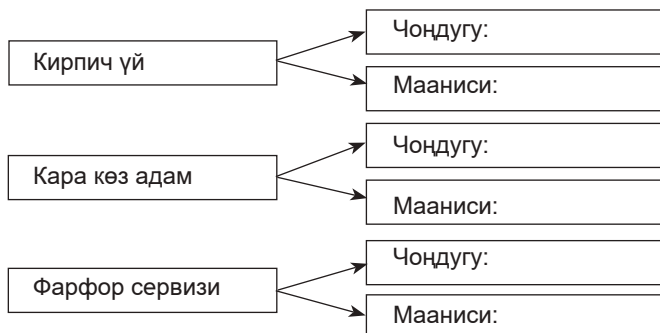 Кирпич үй
Чоңдугу:
Мааниси:
Кара көз адам
Чоңдугу:
Мааниси:
Фарфор сервизи
Чоңдугу:
Мааниси: